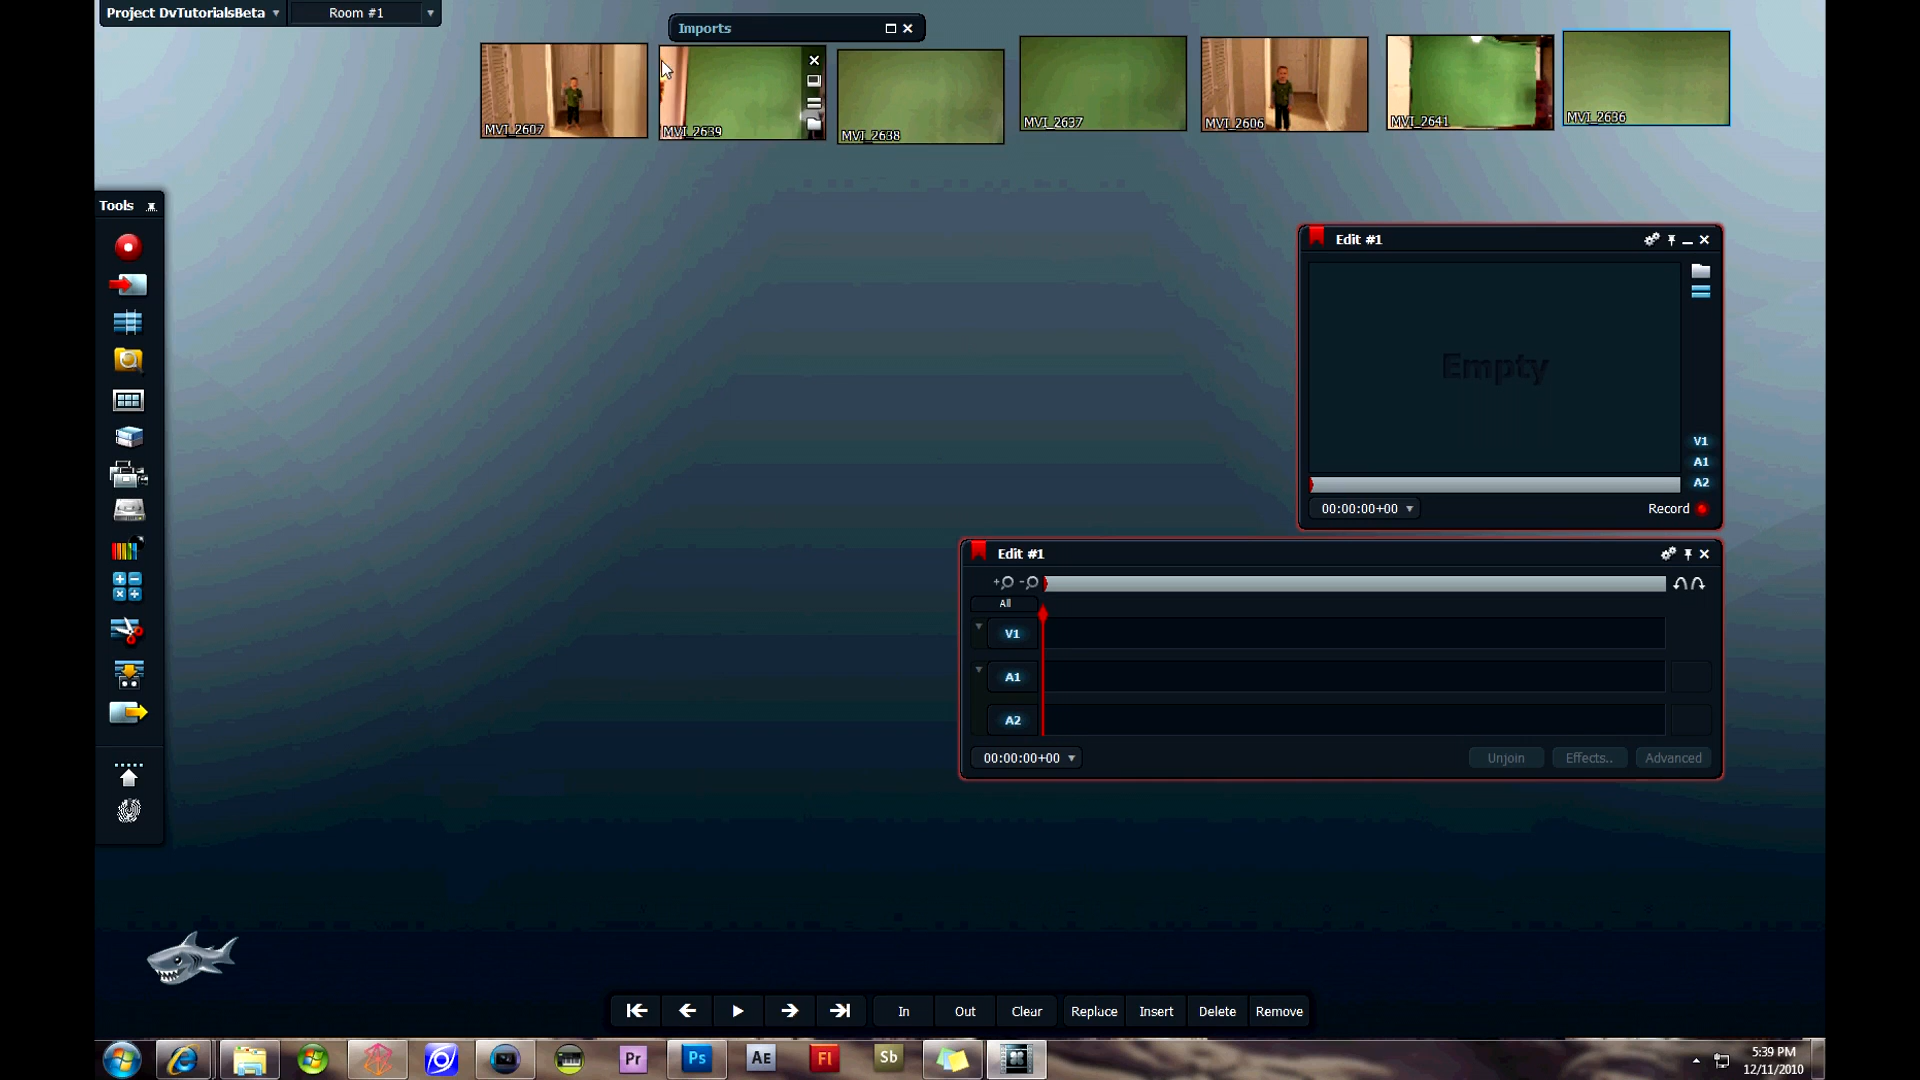 Project DvTutorialsBeta
Room #1
Imports
MVI_2607
MVI_2639
MVI_2638
MVI_2637
MVI_2606
MVI_2641
MVI_2636
Tools
Edit #1
Empty
V1
A1
A2
00:00:00+00
Record
Edit #1
All
V1
A1
A2
00:00:00+00
Unjoin
Effects..
Advanced
In
Out
Clear
Replace
Insert
Delete
Remove
Pr
Ps
AE
Fl
Sb
5:39 PM
12/11/2010